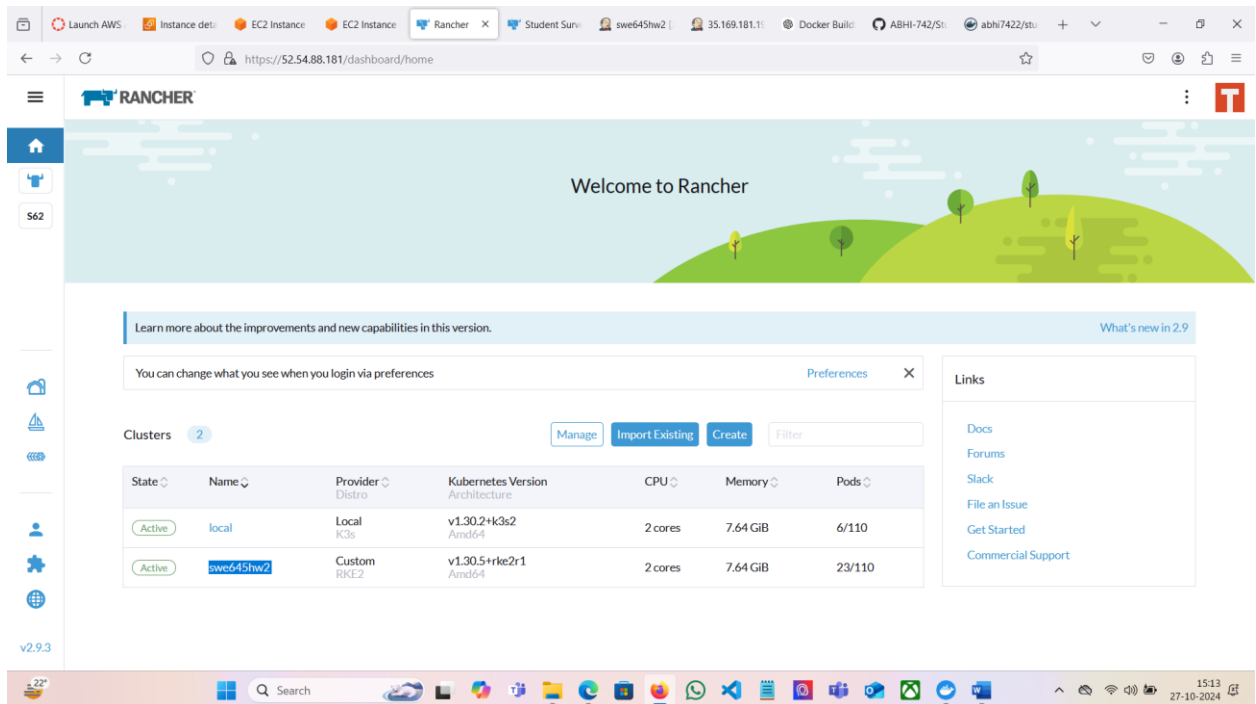 Launch AWS
Instance deta
EC2 Instance
EC2 Instance
Rancher
Student Surve
swe645hw2 [
35.169.181.19
Docker Build
ABHI-742/Stu
abhi7422/stu
https://52.54.88.181/dashboard/home
RANCHER
T
S62
Welcome to Rancher
Learn more about the improvements and new capabilities in this version.
What's new in 2.9
You can change what you see when you login via preferences
Preferences
Links
Clusters 2
Manage
Import Existing
Create
Filter
Docs
Forums
Slack
File an Issue
Get Started
Commercial Support
State Name Provider Kubernetes Version CPU Memory Pods
Distro Architecture
Active local Local v1.30.2+k3s2 2 cores 7.64 GiB 6/110
K3s Amd64
Active swe645hw2 Custom v1.30.5+rke2r1 2 cores 7.64 GiB 23/110
RKE2 Amd64
v2.9.3
22°
Search
15:13
27-10-2024